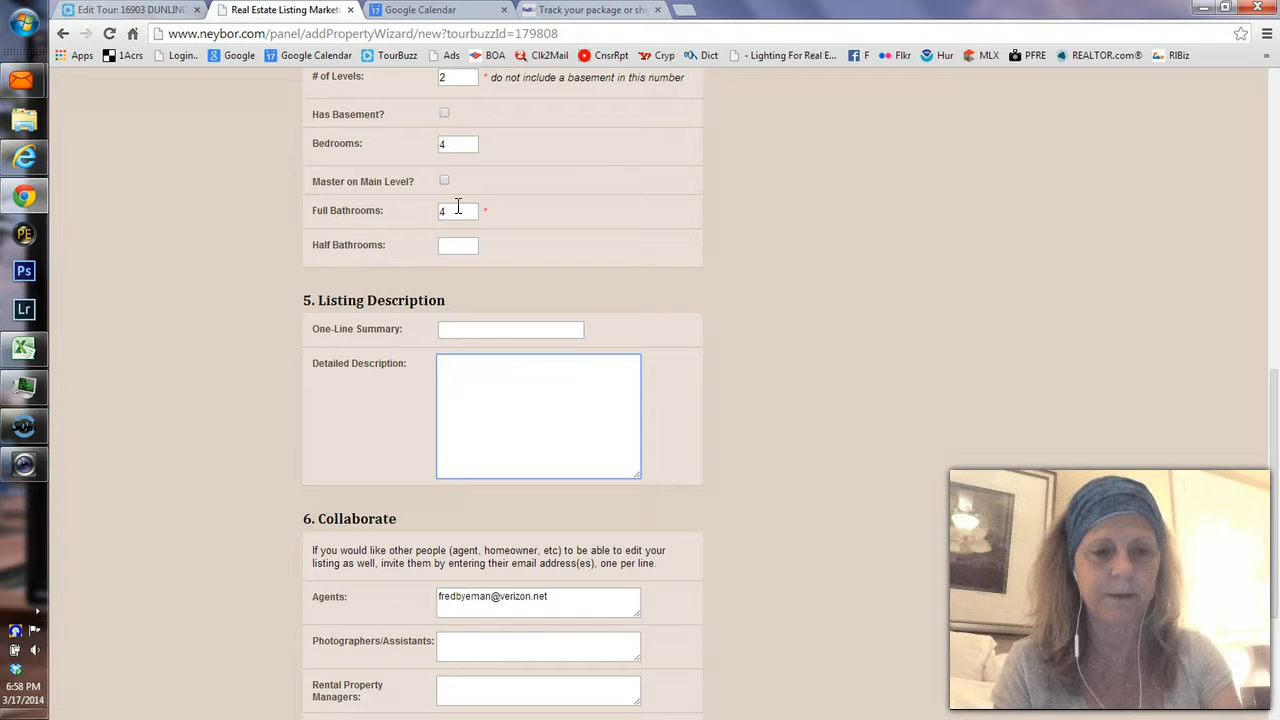 Edit Tour: 16903 DUNLIND
Real Estate Listing Market
Google Calendar
FedEx
Track your package or shi
www.neybor.com/panel/addPropertyWizard/new?tourbuzzId=179808
Apps
1Acrs
Login..
Google
Google Calendar
TourBuzz
Ads
BOA
Clk2Mail
CnsrRpt
Cryp
Dict
- Lighting For Real E...
F
Flkr
Hur
MLX
PFRE
REALTOR.com®
RIBiz
»
# of Levels:
2
* do not include a basement in this number
Has Basement?
Bedrooms:
4
Master on Main Level?
Full Bathrooms:
4
*
Half Bathrooms:
5. Listing Description
One-Line Summary:
Detailed Description:
6. Collaborate
If you would like other people (agent, homeowner, etc) to be able to edit your
listing as well, invite them by entering their email address(es), one per line.
Agents:
fredbyeman@verizon.net
Photographers/Assistants:
Rental Property
Managers:
PE
Ps
Lr
6:58 PM
3/17/2014